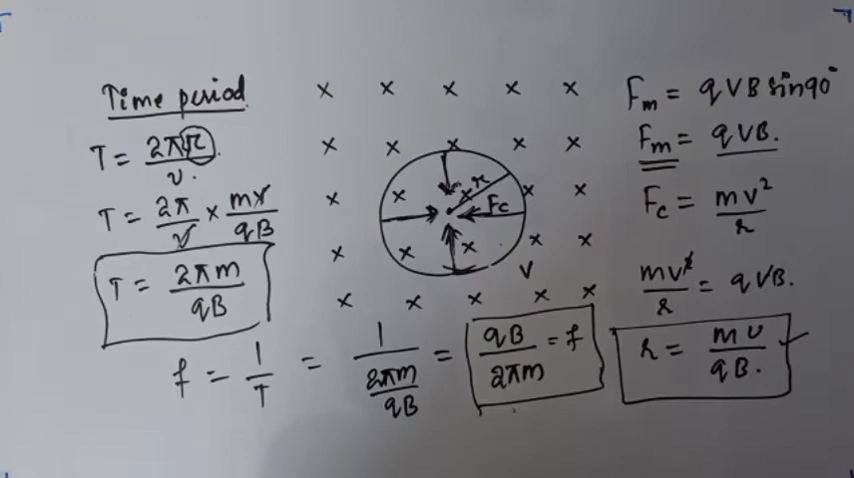 Time period
T = 2πr/v.
T = 2π/v × mv/qB
T = 2πm/qB
× × × × ×
× × × × ×
× × × × ×
× × × ×
× × × × ×
r
Fc
v
Fm = qVB sin90°
Fm = qVB.
Fc = mv²/r
mv²/r = qVB.
r = mv/qB.
f = 1/T = 1/(2πm/qB) = qB/2πm = f